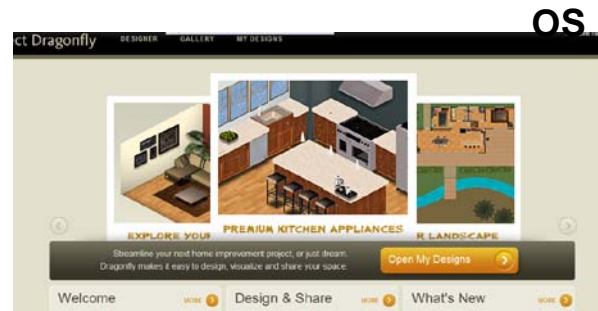 OS
ct Dragonfly DESIGNER GALLERY MY DESIGNS
EXPLORE YOUR
PREMIUM KITCHEN APPLIANCES
R LANDSCAPE
Streamline your next home improvement project, or just dream.
Dragonfly makes it easy to design, visualize and share your space.
Open My Designs
Welcome MORE Design & Share MORE What's New MORE